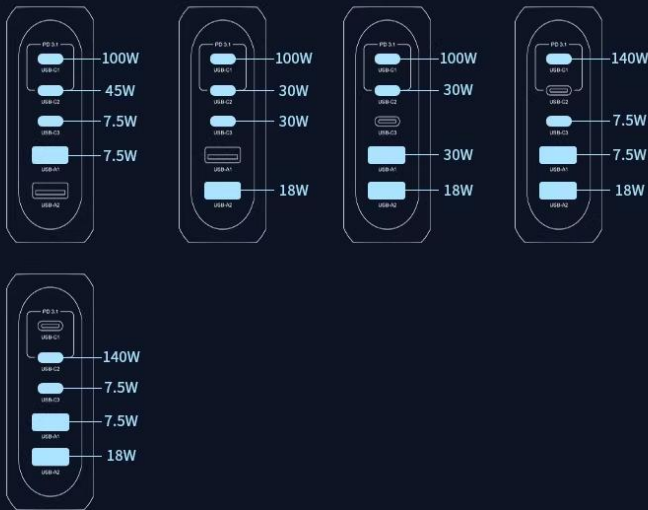 PD 3.1
USB-C1
100W
USB-C2
45W
USB-C3
7.5W
USB-A1
7.5W
USB-A2
PD 3.1
USB-C1
100W
USB-C2
30W
USB-C3
30W
USB-A1
USB-A2
18W
PD 3.1
USB-C1
100W
USB-C2
30W
USB-C3
USB-A1
30W
USB-A2
18W
PD 3.1
USB-C1
140W
USB-C2
USB-C3
7.5W
USB-A1
7.5W
USB-A2
18W
PD 3.1
USB-C1
USB-C2
140W
USB-C3
7.5W
USB-A1
7.5W
USB-A2
18W